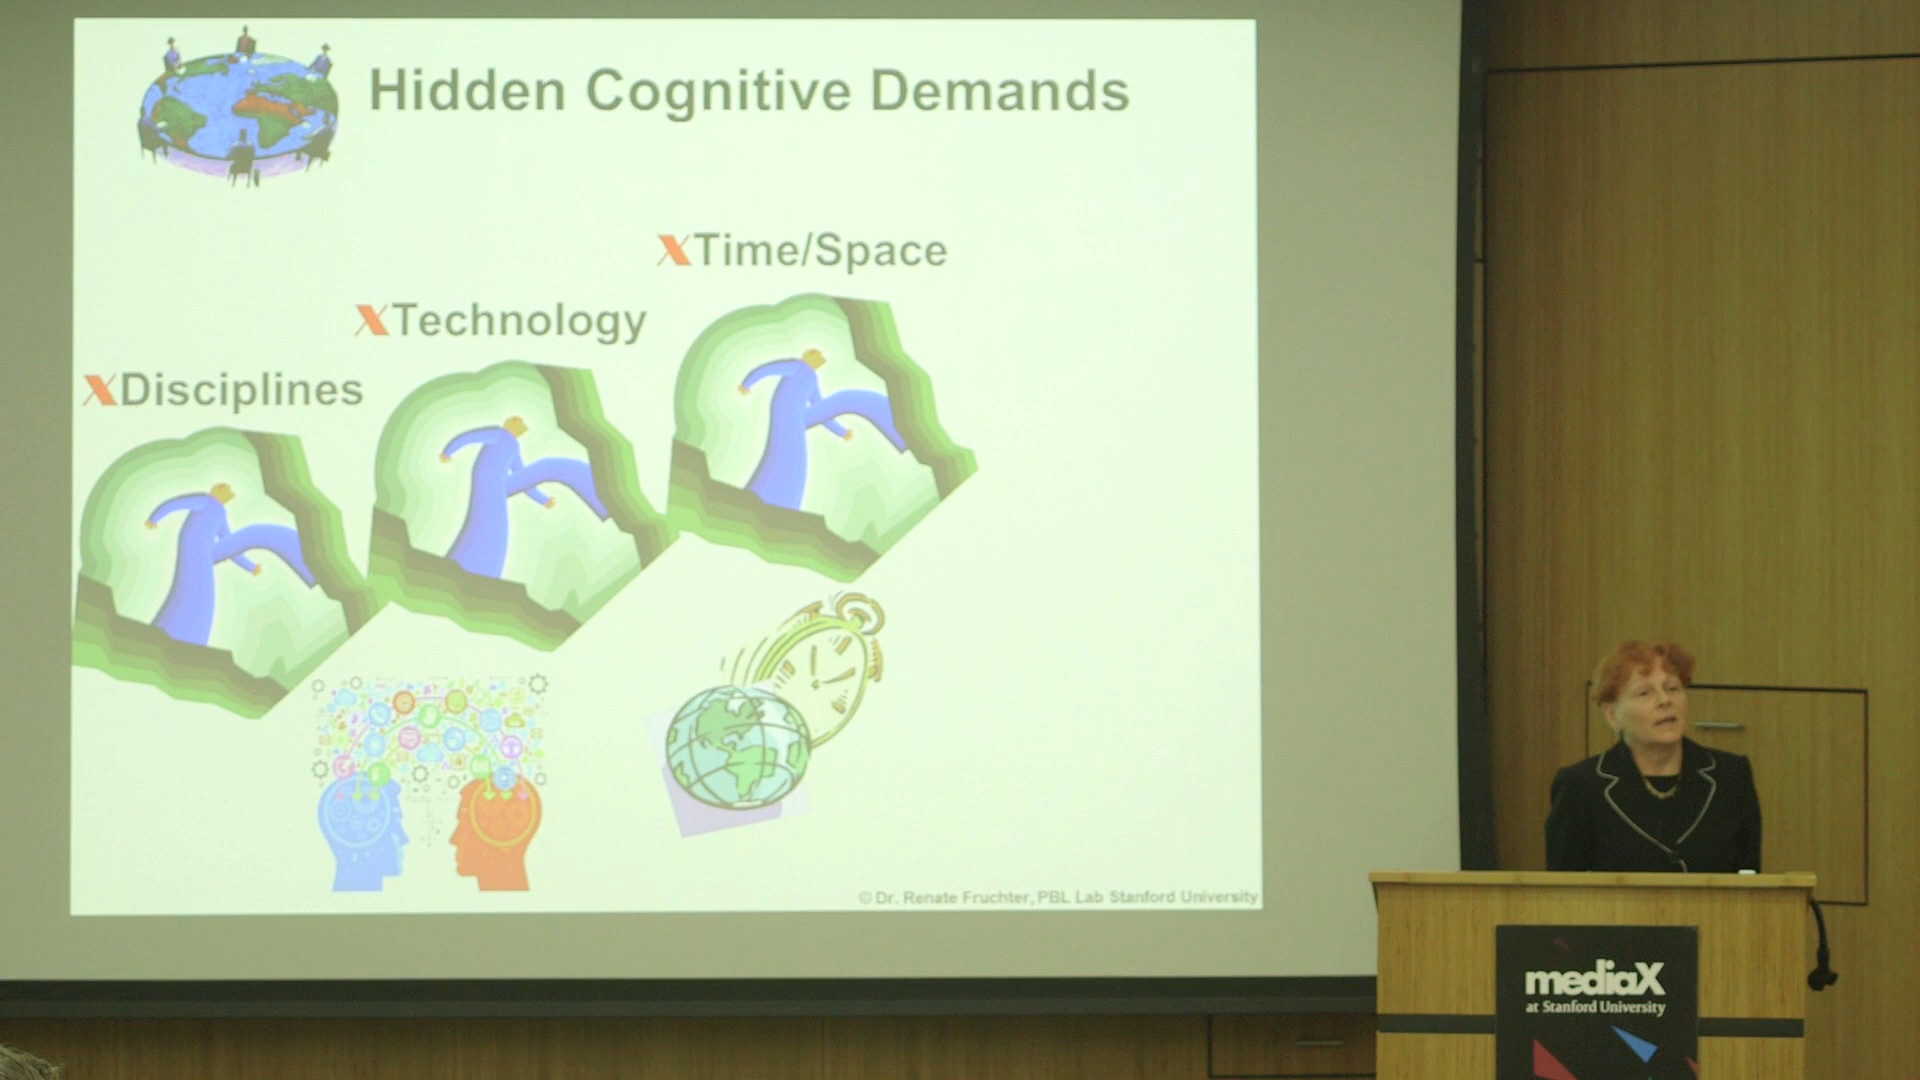 Hidden Cognitive Demands
XTime/Space
XTechnology
XDisciplines
© Dr. Renate Fruchter, PBL Lab Stanford University
mediaX
at Stanford University